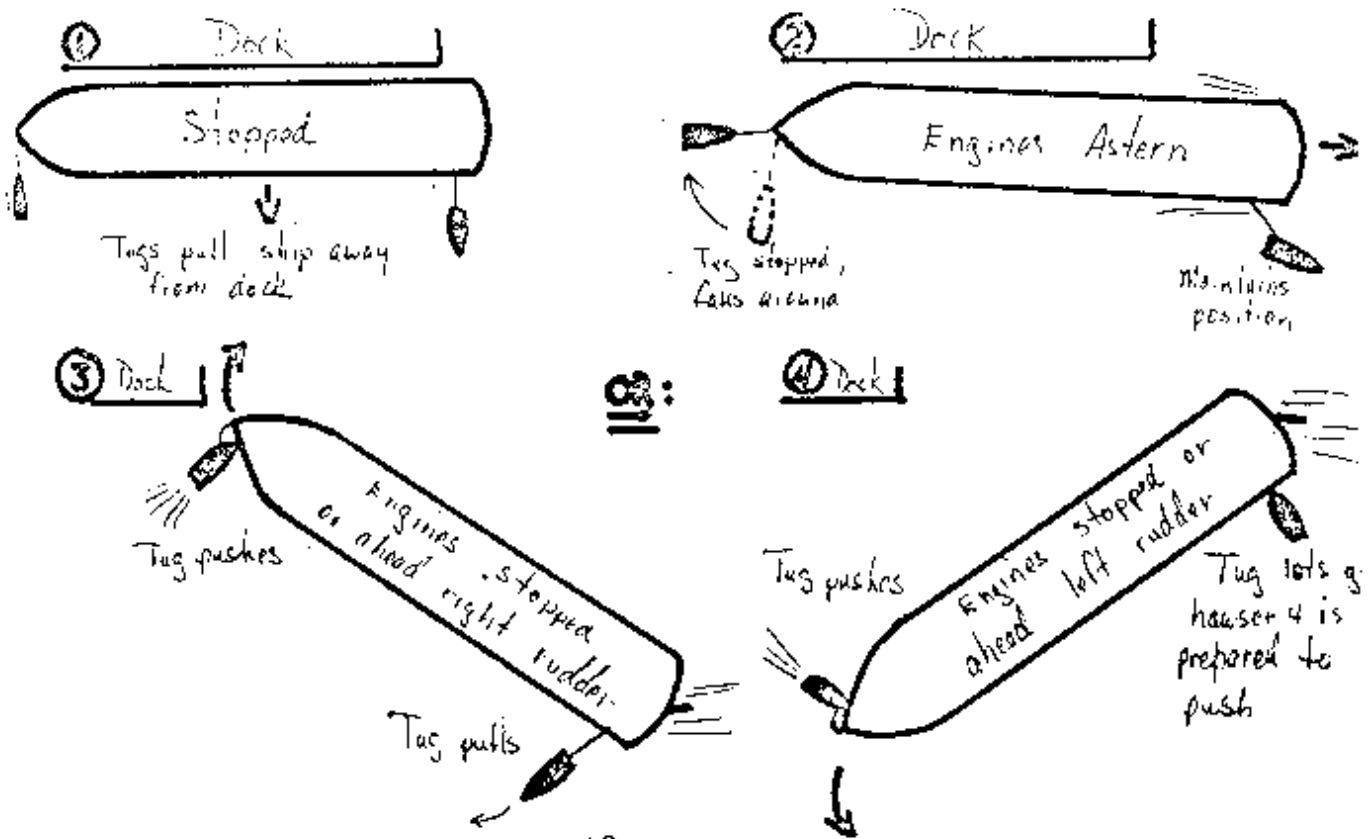 ① Dock
Stopped
Tugs pull ship away
from dock
② Dock
Engines Astern
Tug stopped,
falls around
Maintains
position
③ Dock
Engines stopped
or ahead right rudder
Tug pushes
Tug pulls
OR:
④ Dock
Engines stopped or
ahead left rudder
Tug pushes
Tug lets g
hauser & is
prepared to
push